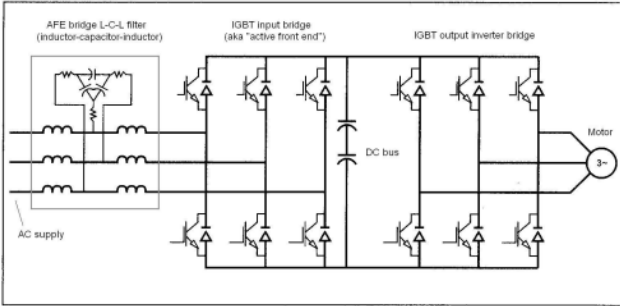 AFE bridge L-C-L filter
(inductor-capacitor-inductor)
IGBT input bridge
(aka "active front end")
IGBT output inverter bridge
Motor
DC bus
3~
AC supply